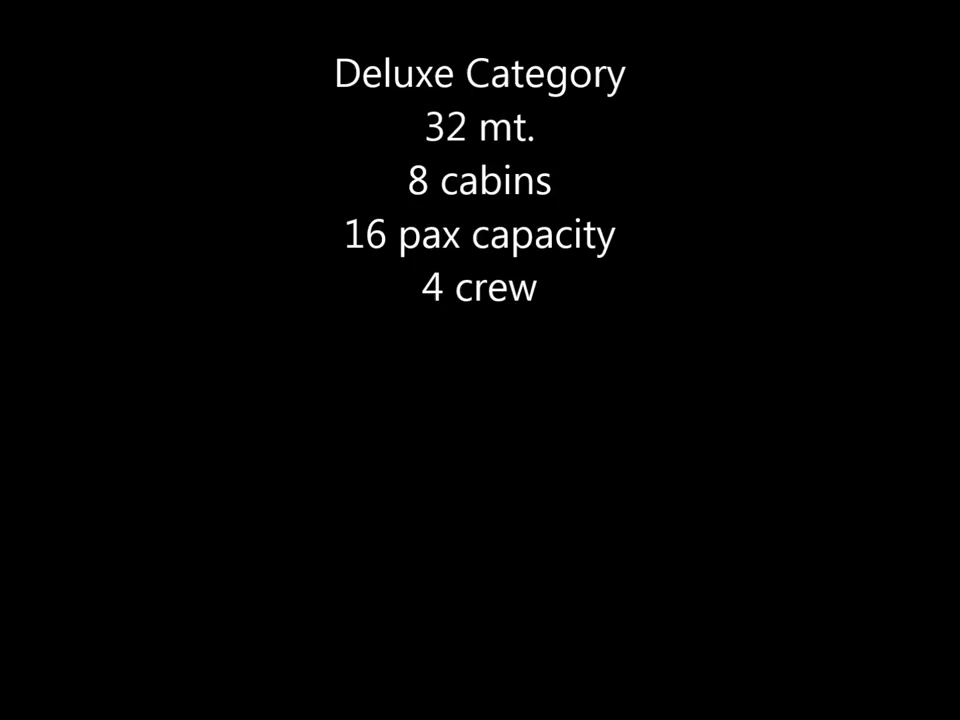 Deluxe Category
32 mt.
8 cabins
16 pax capacity
4 crew